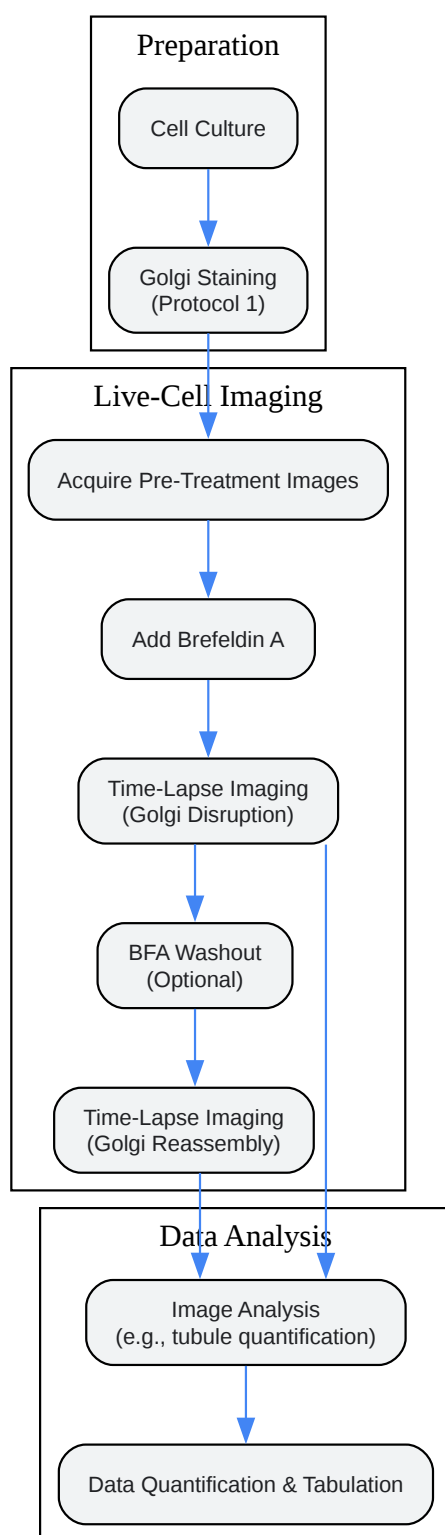 Preparation
Cell Culture
Golgi Staining
(Protocol 1)
Live-Cell Imaging
Acquire Pre-Treatment Images
Add Brefeldin A
Time-Lapse Imaging
(Golgi Disruption)
BFA Washout
(Optional)
Time-Lapse Imaging
(Golgi Reassembly)
Data Analysis
Image Analysis
(e.g., tubule quantification)
Data Quantification & Tabulation